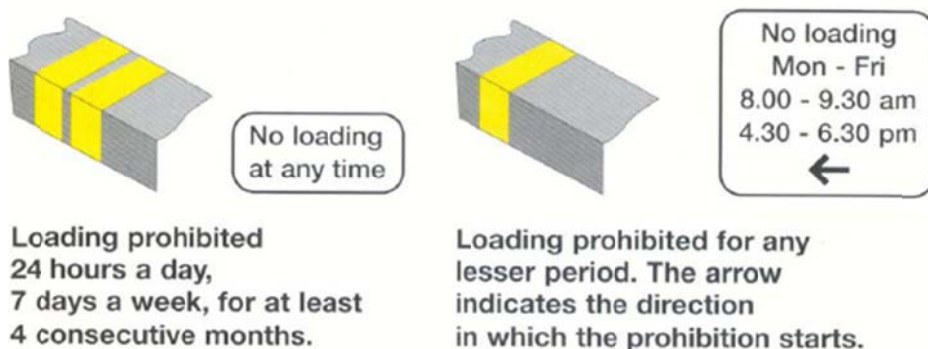 No loading
at any time
Loading prohibited
24 hours a day,
7 days a week, for at least
4 consecutive months.
No loading
Mon - Fri
8.00 - 9.30 am
4.30 - 6.30 pm
Loading prohibited for any
lesser period. The arrow
indicates the direction
in which the prohibition starts.